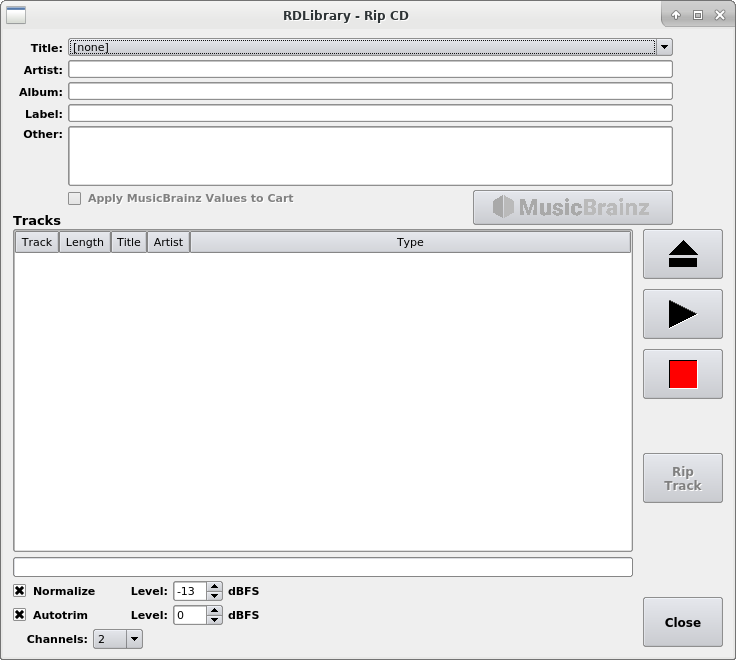 RDLibrary - Rip CD
Title: [none]
Artist:
Album:
Label:
Other:
Apply MusicBrainz Values to Cart
MusicBrainz
Tracks
Track Length Title Artist Type
Rip
Track
Normalize Level: -13 dBFS
Autotrim Level: 0 dBFS
Channels: 2
Close